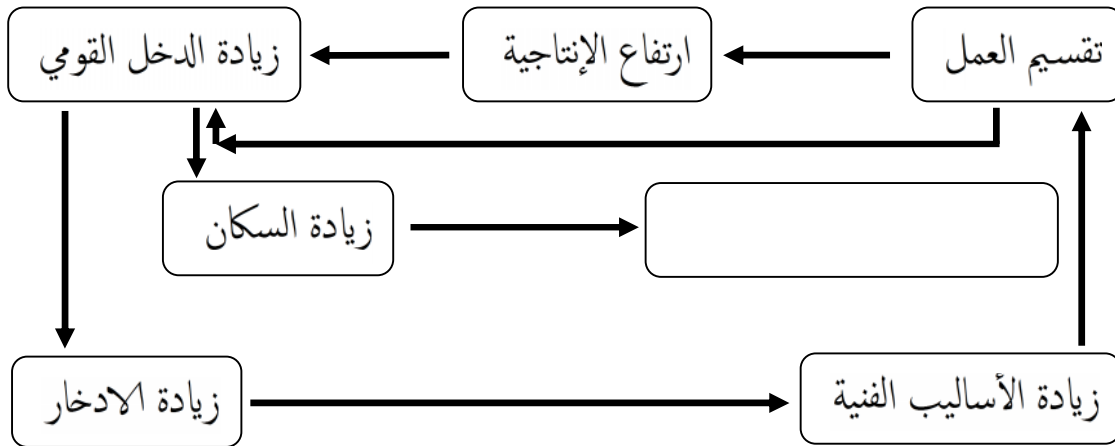 تقسيم العمل
ارتفاع الإنتاجية
زيادة الدخل القومي
زيادة السكان
زيادة الأساليب الفنية
زيادة الادخار